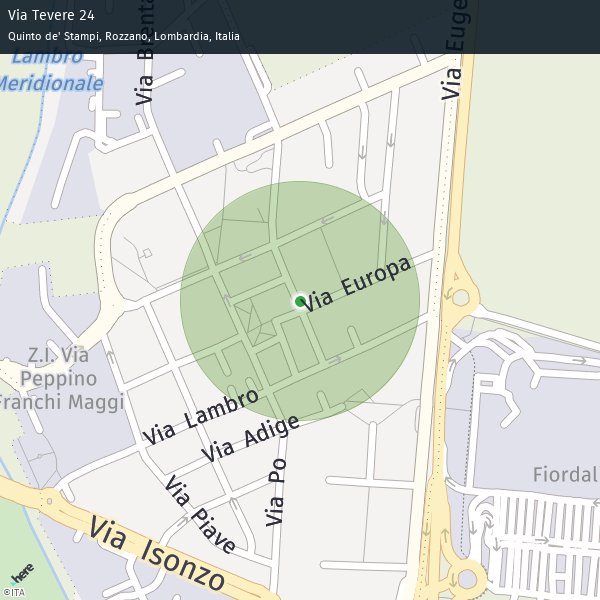 Via Tevere 24
Quinto de' Stampi, Rozzano, Lombardia, Italia
Lambro
Meridionale
Via Brenta
Via Euge
Via Europa
Z.I. Via
Peppino
Franchi Maggi
Via Lambro
Via Adige
Via Po
Via Piave
Via Isonzo
Fiordal
here
©ITA